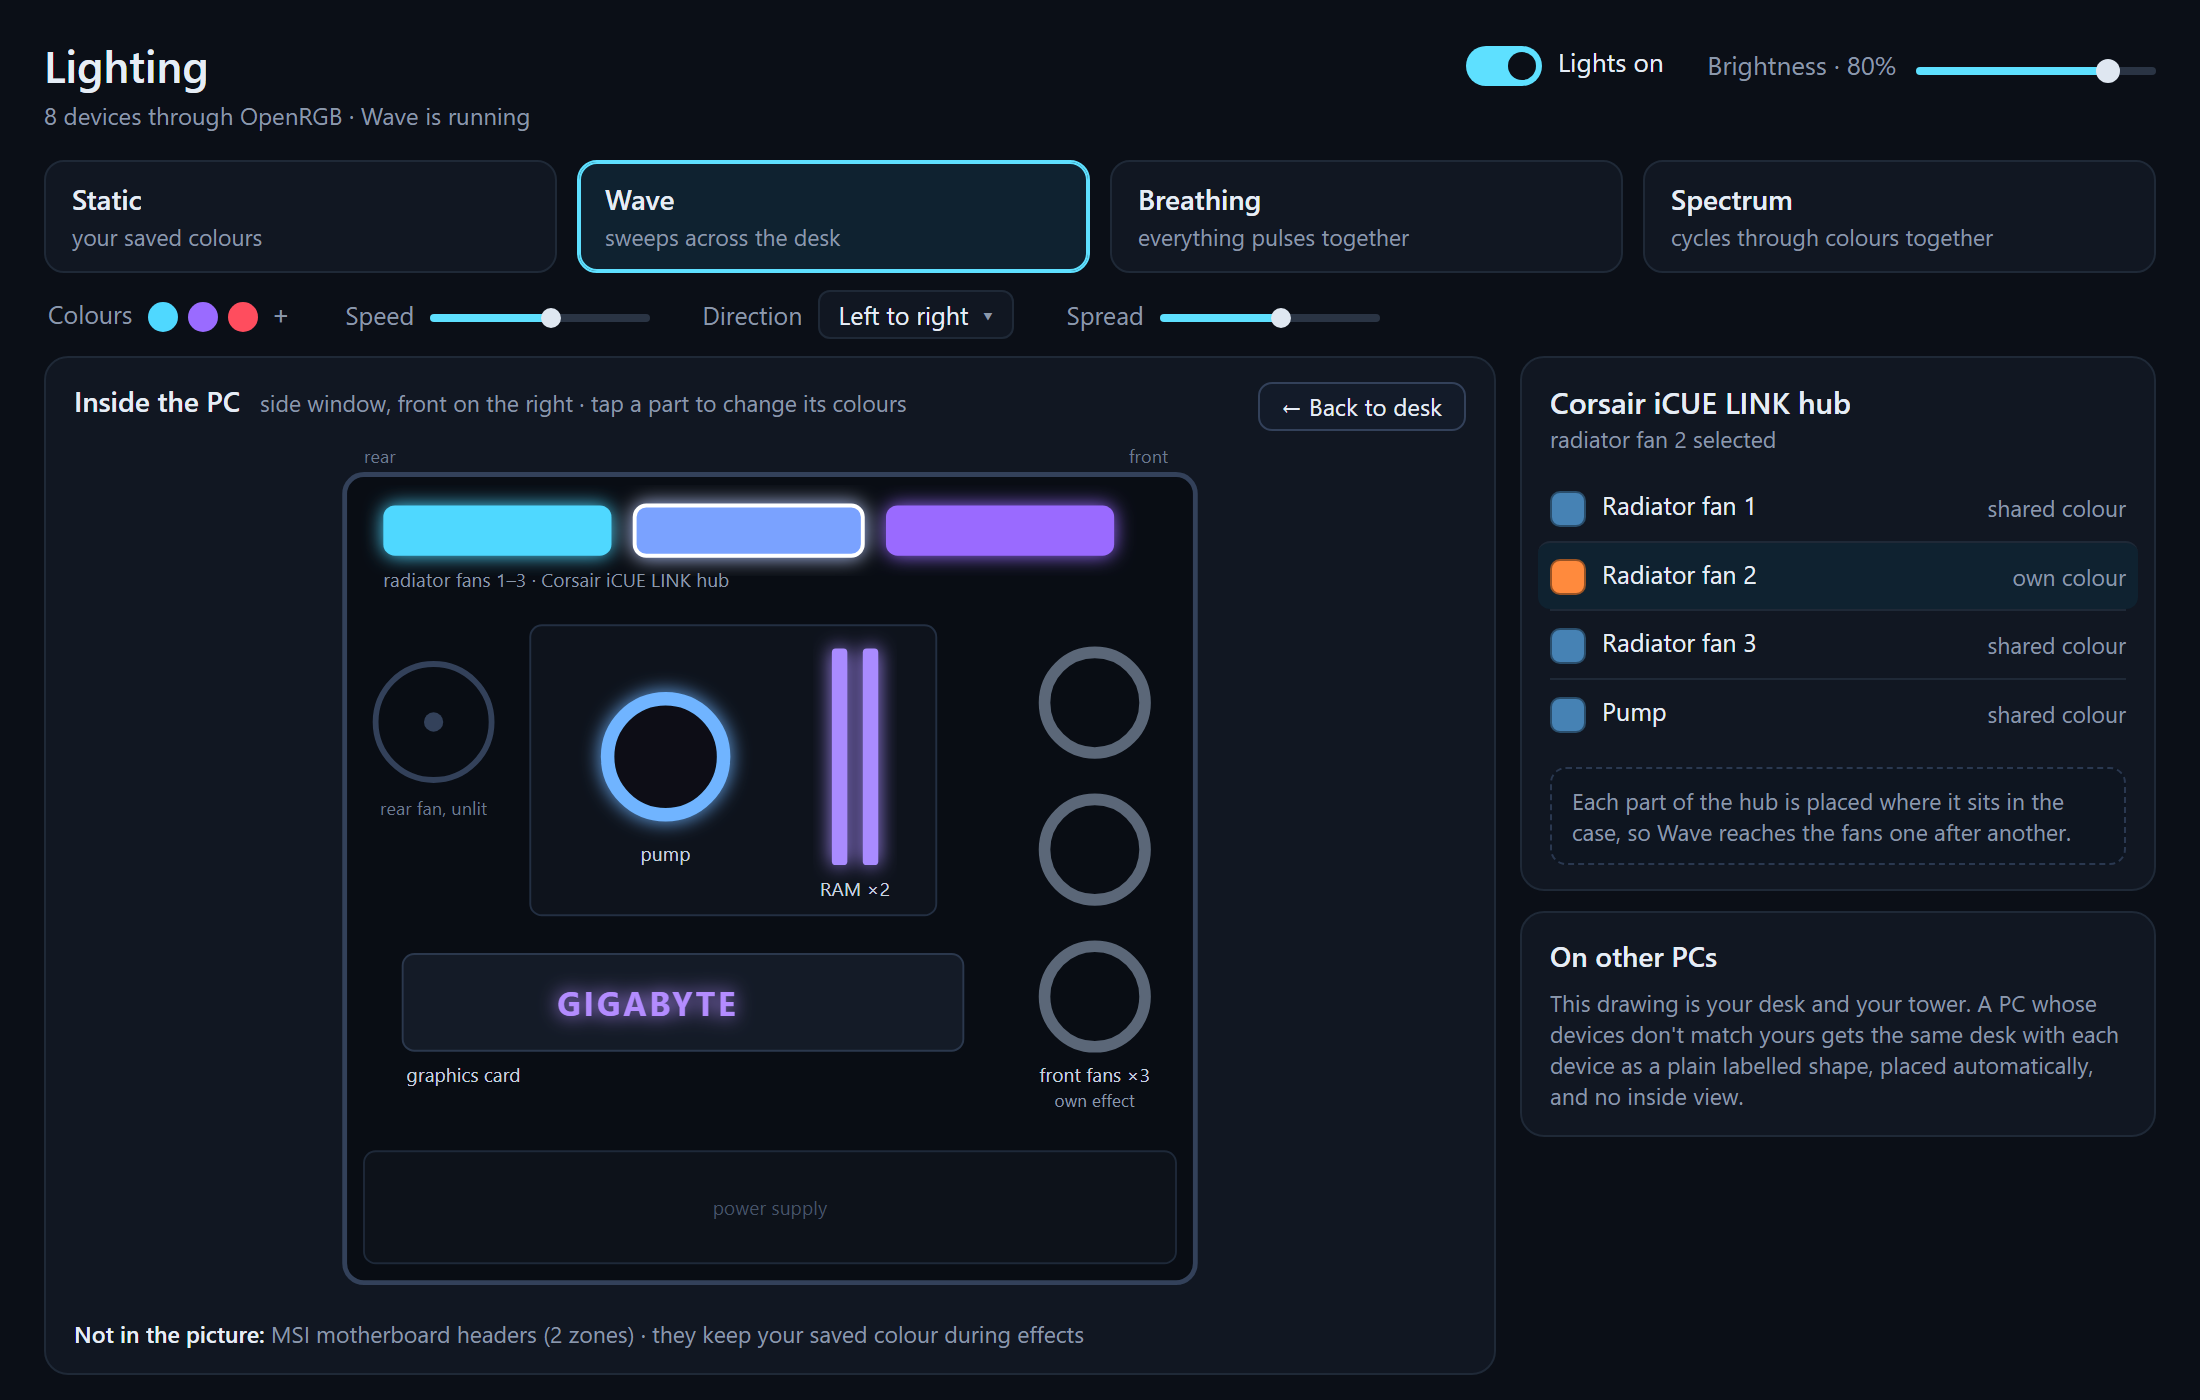 Lighting
8 devices through OpenRGB · Wave is running
Lights on
Brightness · 80%
Static
your saved colours
Wave
sweeps across the desk
Breathing
everything pulses together
Spectrum
cycles through colours together
Colours
+
Speed
Direction
Left to right
Spread
Inside the PC
side window, front on the right · tap a part to change its colours
← Back to desk
rear
front
radiator fans 1–3 · Corsair iCUE LINK hub
rear fan, unlit
pump
RAM ×2
GIGABYTE
graphics card
front fans ×3
own effect
power supply
Not in the picture: MSI motherboard headers (2 zones) · they keep your saved colour during effects
Corsair iCUE LINK hub
radiator fan 2 selected
Radiator fan 1
shared colour
Radiator fan 2
own colour
Radiator fan 3
shared colour
Pump
shared colour
Each part of the hub is placed where it sits in the
case, so Wave reaches the fans one after another.
On other PCs
This drawing is your desk and your tower. A PC whose
devices don't match yours gets the same desk with each
device as a plain labelled shape, placed automatically,
and no inside view.